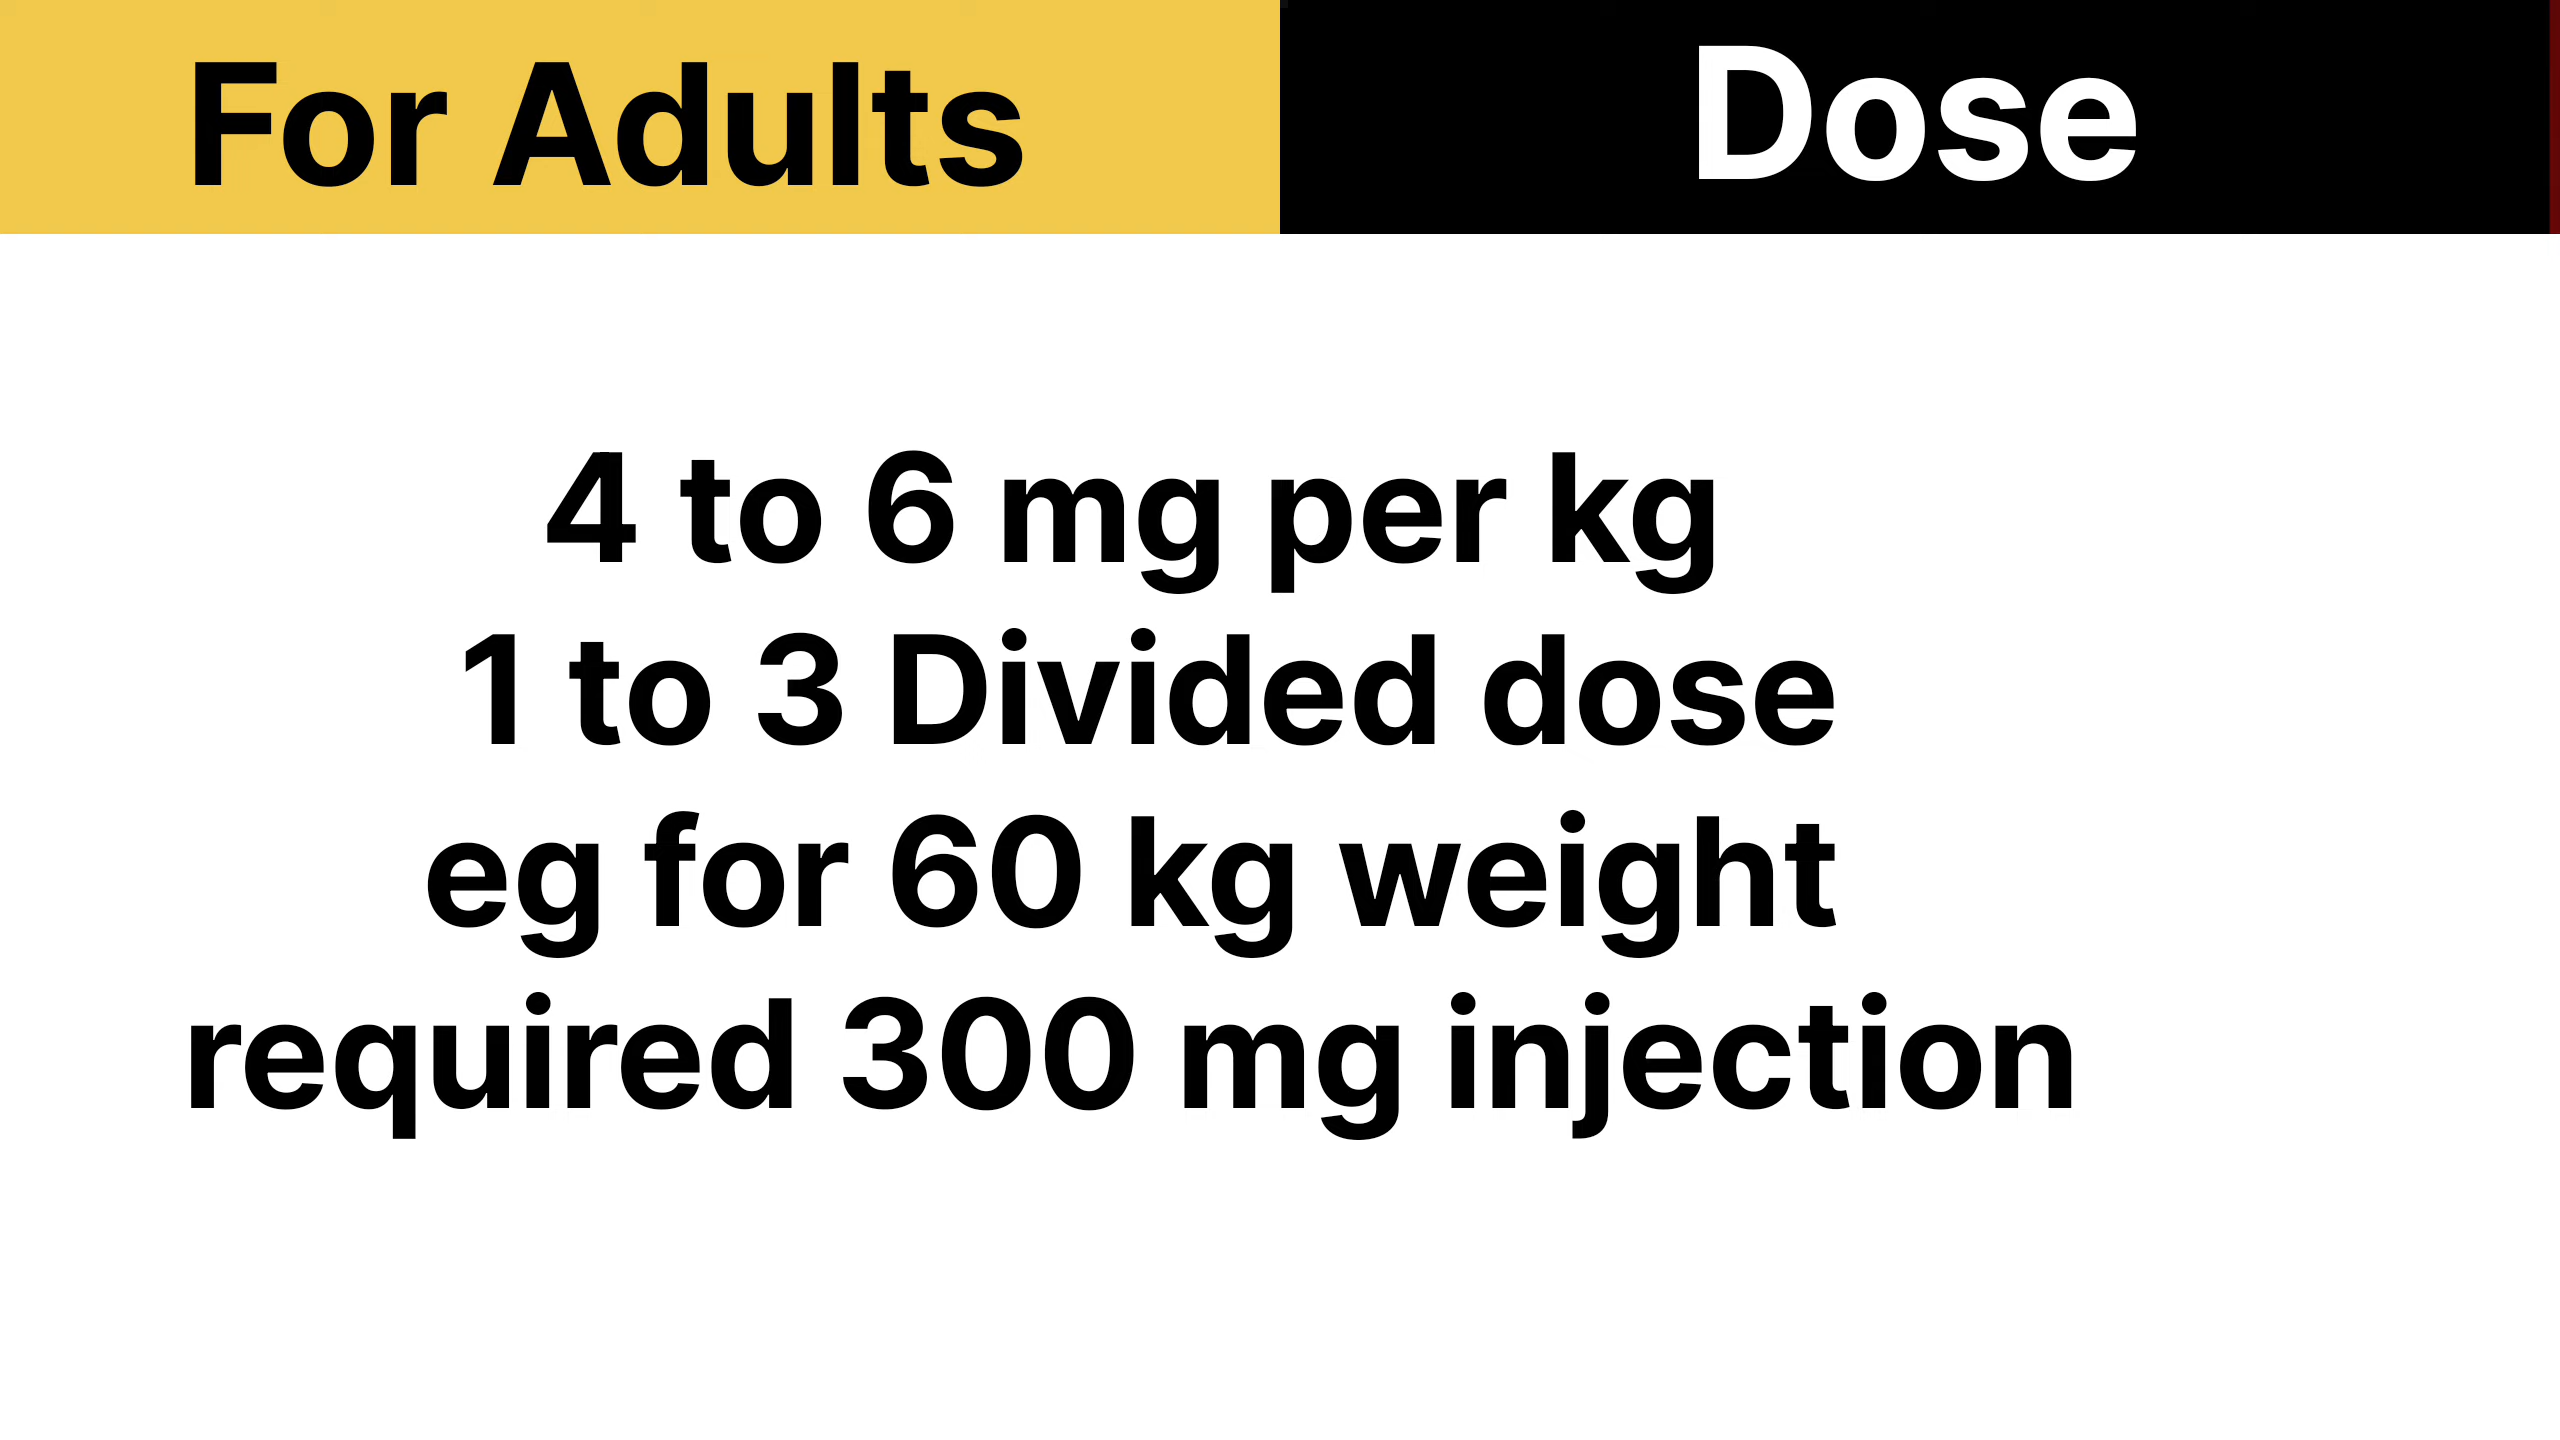 For Adults
Dose
4 to 6 mg per kg
1 to 3 Divided dose
eg for 60 kg weight
required 300 mg injection